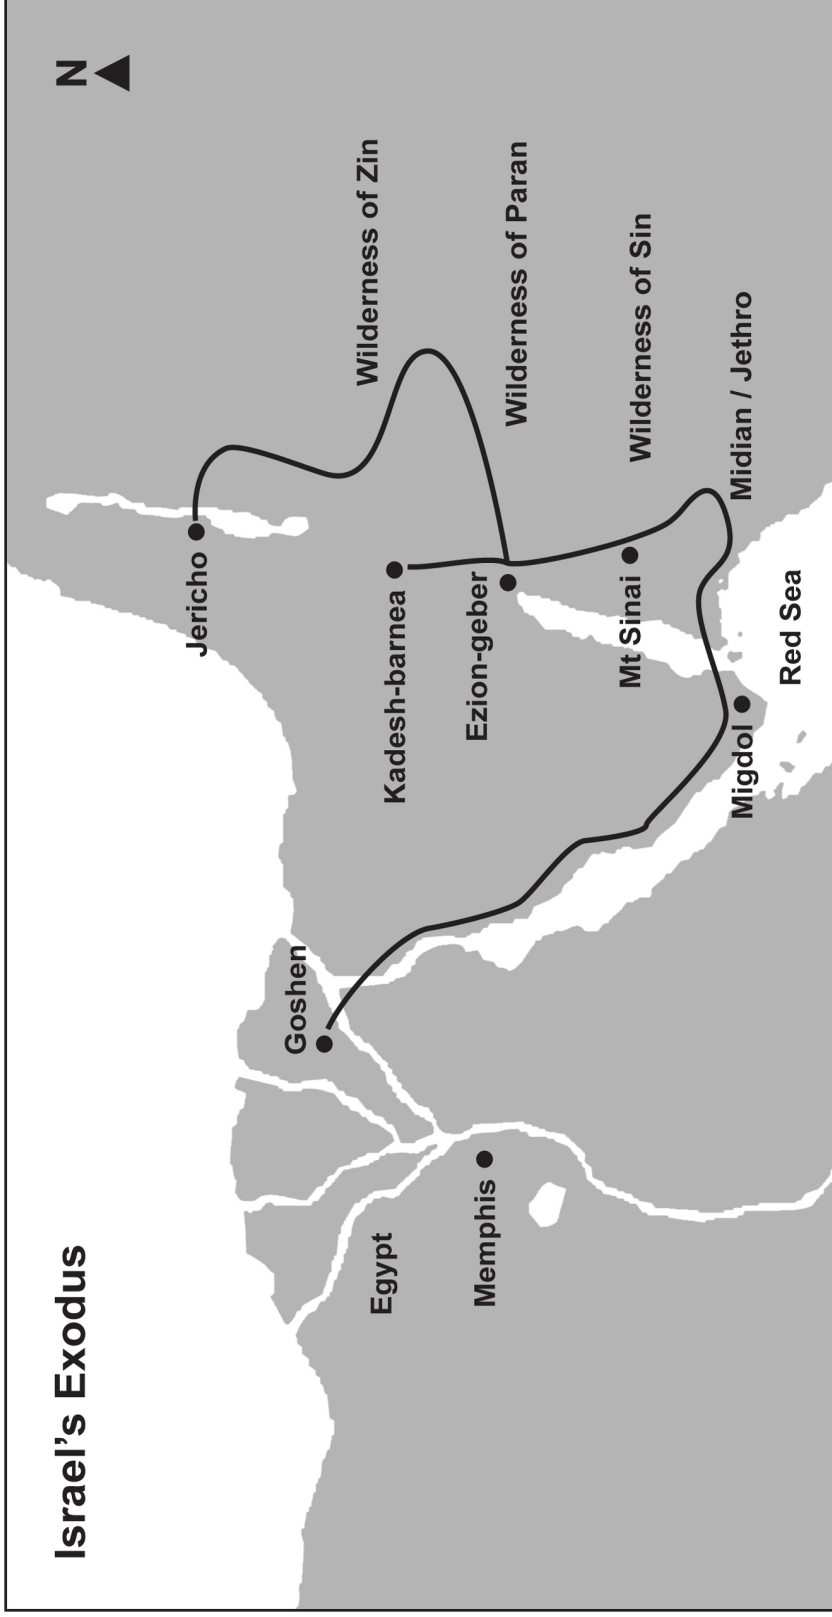 Israel’s Exodus
N
Jericho
Goshen
Wilderness of Zin
Egypt
Kadesh-barnea
Memphis
Ezion-geber
Wilderness of Paran
Mt Sinai
Wilderness of Sin
Migdol
Midian / Jethro
Red Sea